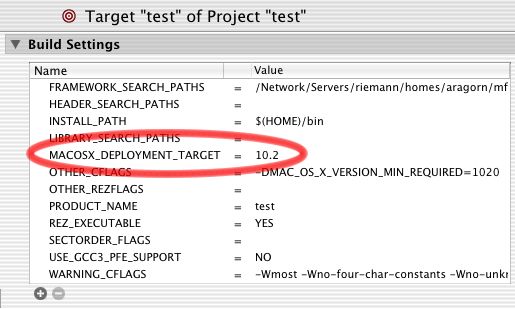 Target "test" of Project "test"
Build Settings
Name Value
FRAMEWORK_SEARCH_PATHS = /Network/Servers/riemann/homes/aragorn/mf
HEADER_SEARCH_PATHS =
INSTALL_PATH = $(HOME)/bin
LIBRARY_SEARCH_PATHS =
MACOSX_DEPLOYMENT_TARGET = 10.2
OTHER_CFLAGS = -DMAC_OS_X_VERSION_MIN_REQUIRED=1020
OTHER_REZFLAGS =
PRODUCT_NAME = test
REZ_EXECUTABLE = YES
SECTORDER_FLAGS =
USE_GCC3_PFE_SUPPORT = NO
WARNING_CFLAGS = -Wmost -Wno-four-char-constants -Wno-unkn